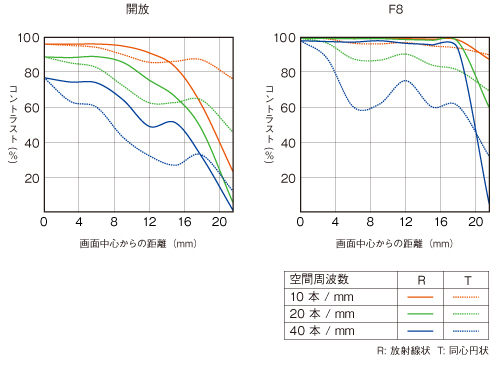 開放
F8
コントラスト(%)
100
80
60
40
20
0 4 8 12 16 20
画面中心からの距離 (mm)
コントラスト(%)
100
80
60
40
20
0 4 8 12 16 20
画面中心からの距離 (mm)
空間周波数 R T
10 本 / mm
20 本 / mm
40 本 / mm
R: 放射線状 T: 同心円状